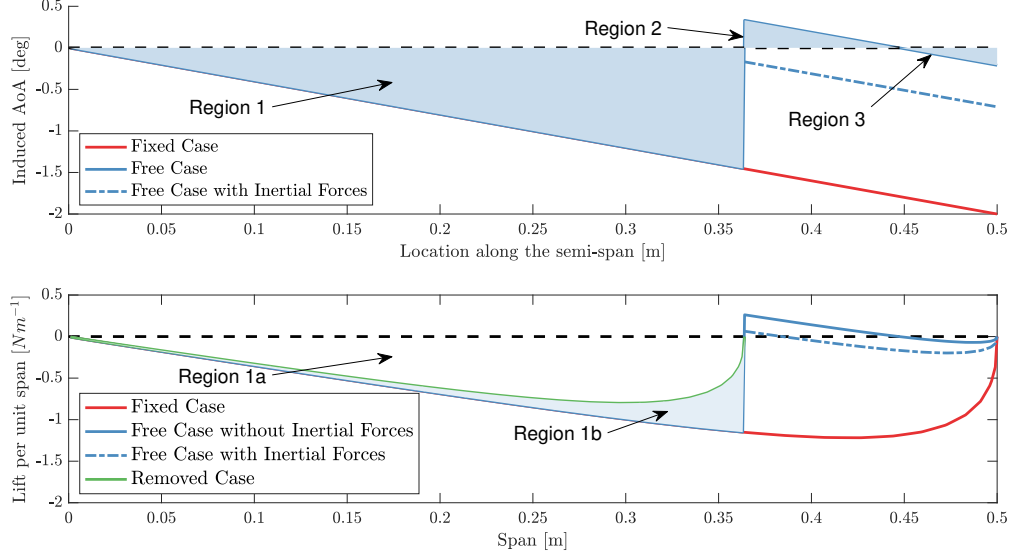 0.5
Region 2
0
Induced AoA [deg]
-0.5
Region 1
Region 3
-1
Fixed Case
Free Case
-1.5
Free Case with Inertial Forces
-2
0 0.05 0.1 0.15 0.2 0.25 0.3 0.35 0.4 0.45 0.5
Location along the semi-span [m]
0.5
0
Lift per unit span [Nm⁻¹]
Region 1a
-0.5
Fixed Case
-1
Region 1b
Free Case without Inertial Forces
Free Case with Inertial Forces
-1.5
Removed Case
-2
0 0.05 0.1 0.15 0.2 0.25 0.3 0.35 0.4 0.45 0.5
Span [m]